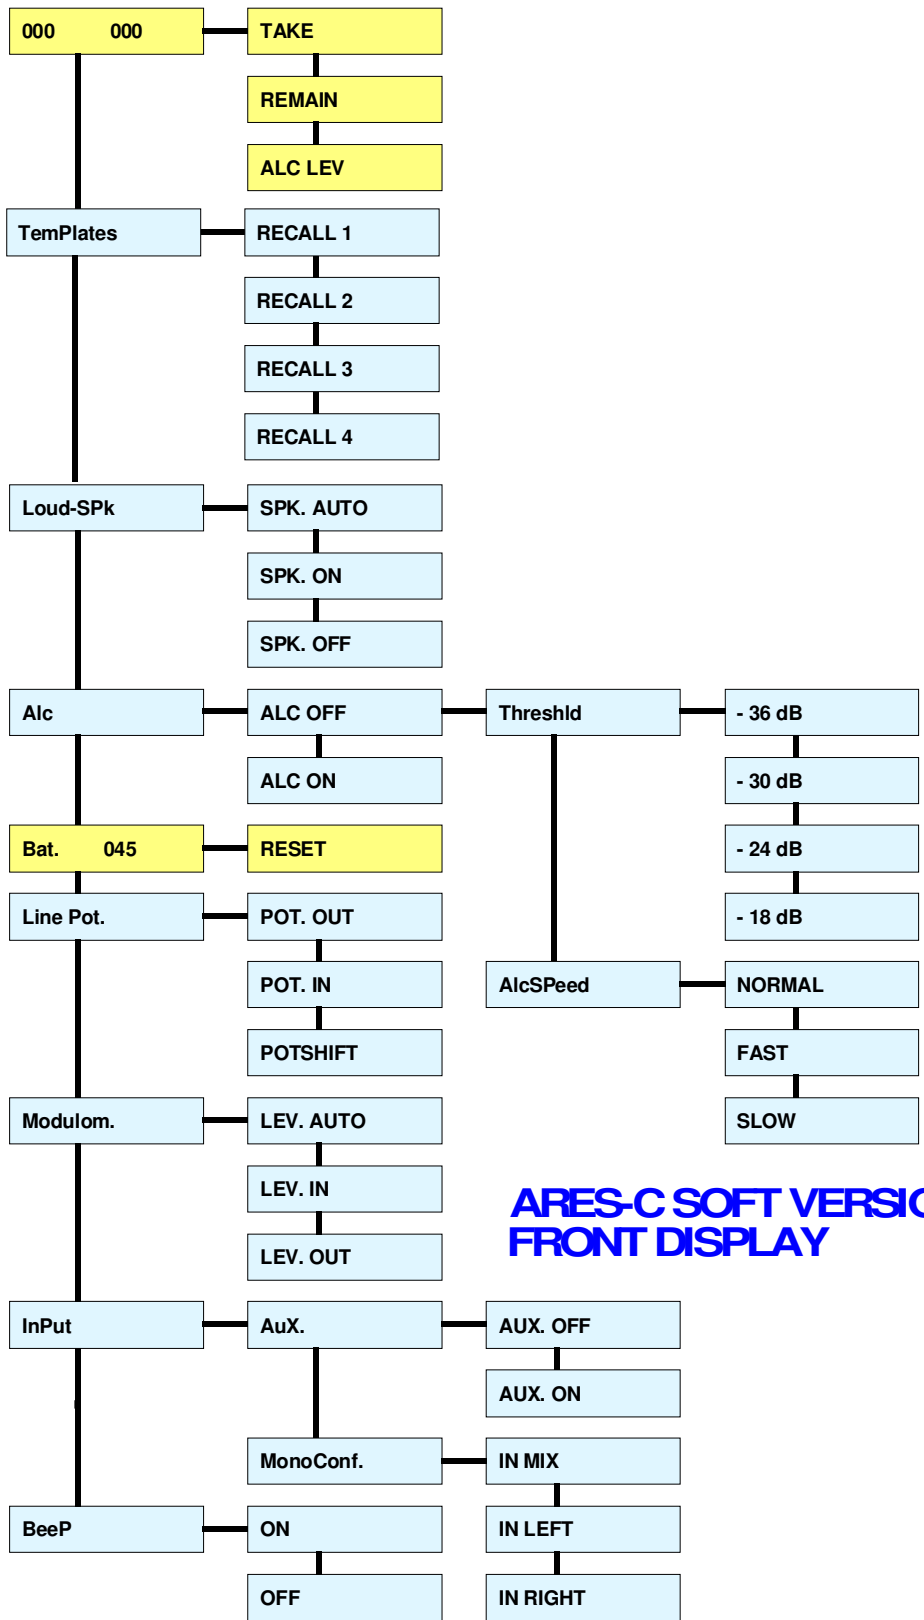 000 000 TAKE
REMAIN
ALC LEV
TemPlates RECALL 1
RECALL 2
RECALL 3
RECALL 4
Loud-SPk SPK. AUTO
SPK. ON
SPK. OFF
Alc ALC OFF Threshld - 36 dB
ALC ON - 30 dB
Bat. 045 RESET - 24 dB
Line Pot. POT. OUT - 18 dB
POT. IN AlcSPeed NORMAL
POTSHIFT FAST
Modulom. LEV. AUTO SLOW
LEV. IN
LEV. OUT
ARES-C SOFT
FRONT DISPLAY
InPut AuX. AUX. OFF
AUX. ON
MonoConf. IN MIX
BeeP ON IN LEFT
OFF IN RIGHT